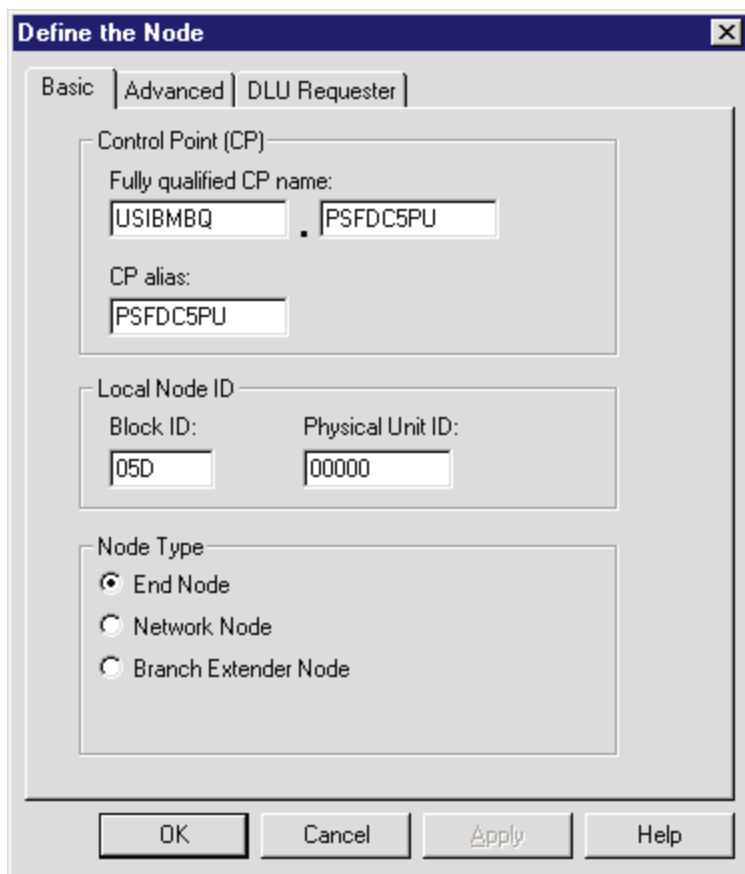 Define the Node
Basic Advanced DLU Requester
Control Point (CP)
Fully qualified CP name:
USIBMBQ . PSFDC5PU
CP alias:
PSFDC5PU
Local Node ID
Block ID: Physical Unit ID:
05D 00000
Node Type
End Node
Network Node
Branch Extender Node
OK Cancel Apply Help